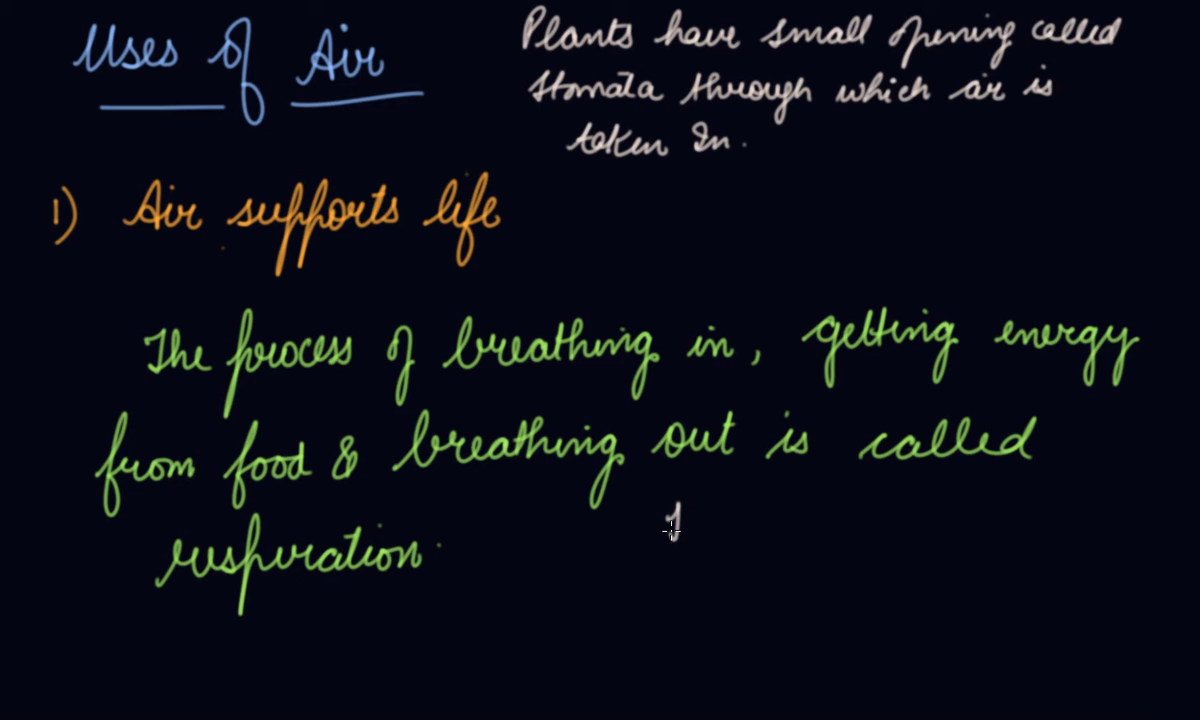 Uses of Air
Plants have small opening called
stomata through which air is
taken In.
1) Air supports life
The process of breathing in, getting energy
from food & breathing out is called
respiration.